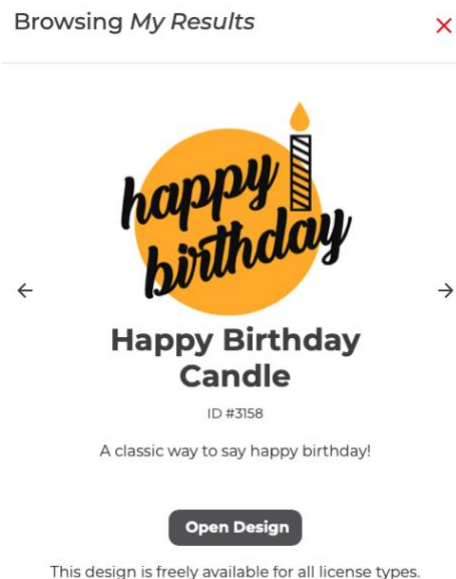 Browsing My Results
happy
birthday
Happy Birthday
Candle
ID #3158
A classic way to say happy birthday!
Open Design
This design is freely available for all license types.